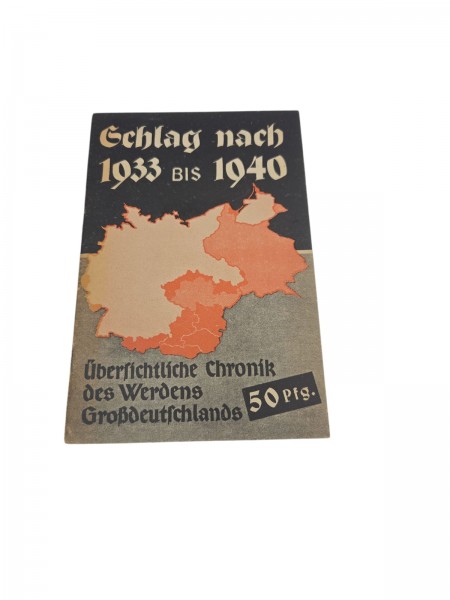 Schlag nach
1933 BIS 1940
Übersichtliche Chronik
des Werdens
Großdeutschlands
50 Pfg.